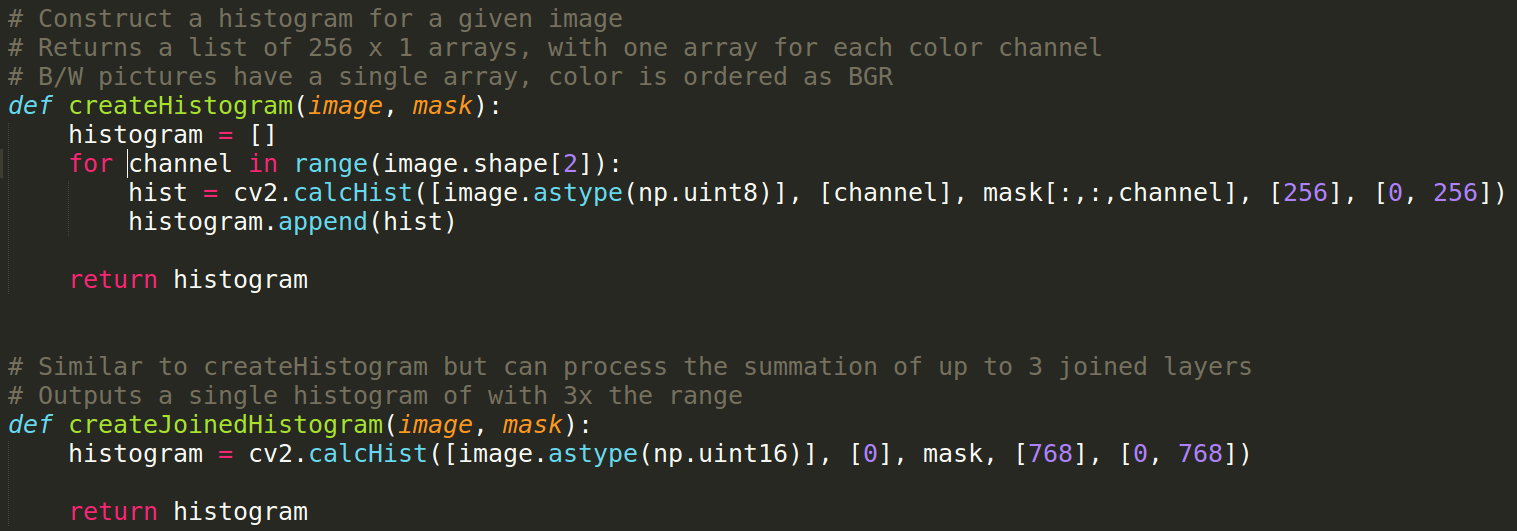 # Construct a histogram for a given image
# Returns a list of 256 x 1 arrays, with one array for each color channel
# B/W pictures have a single array, color is ordered as BGR
def createHistogram(image, mask):
    histogram = []
    for channel in range(image.shape[2]):
        hist = cv2.calcHist([image.astype(np.uint8)], [channel], mask[:,:,channel], [256], [0, 256])
        histogram.append(hist)

    return histogram


# Similar to createHistogram but can process the summation of up to 3 joined layers
# Outputs a single histogram of with 3x the range
def createJoinedHistogram(image, mask):
    histogram = cv2.calcHist([image.astype(np.uint16)], [0], mask, [768], [0, 768])

    return histogram